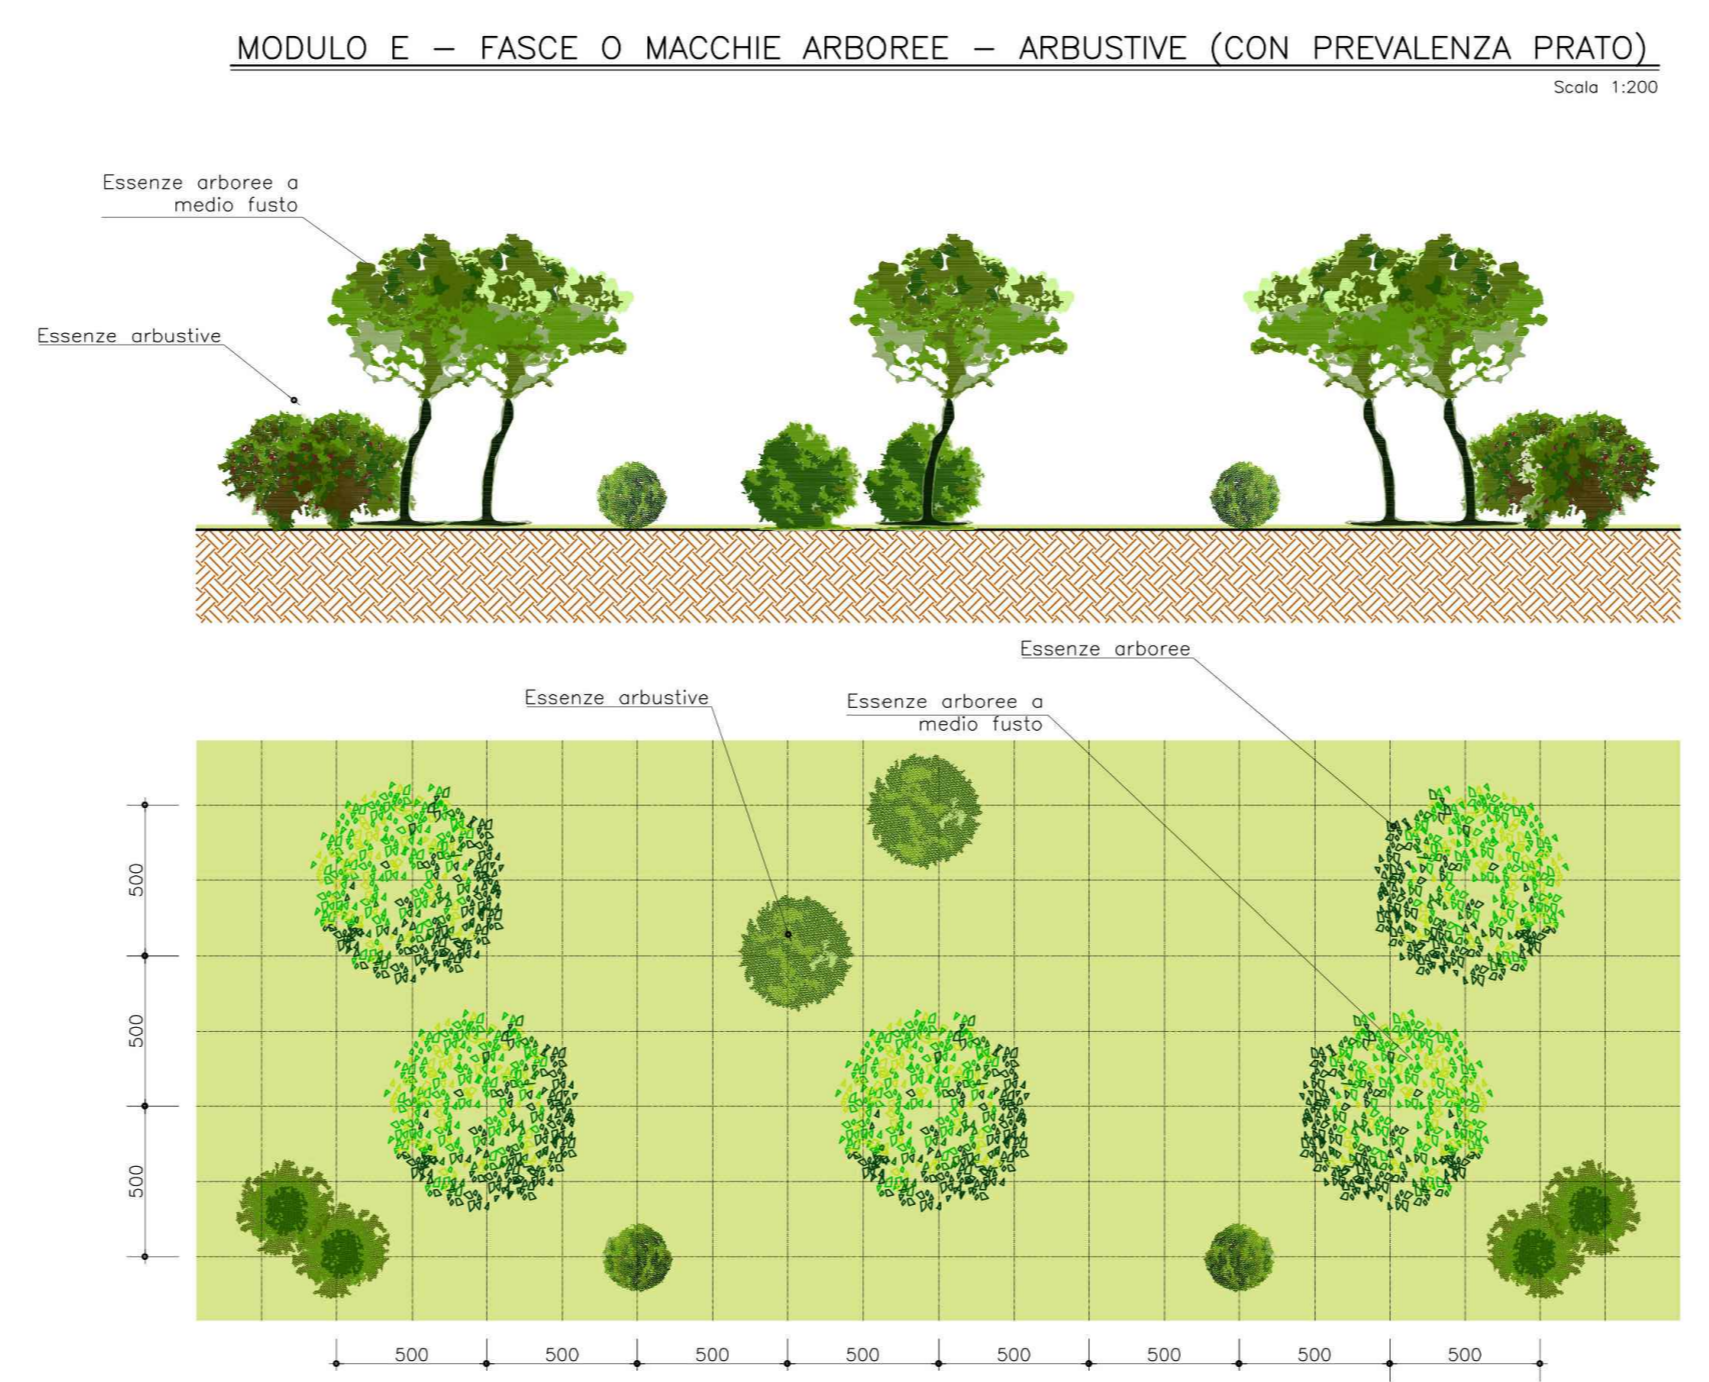 MODULO E – FASCE O MACCHIE ARBOREE – ARBUSTIVE (CON PREVALENZA PRATO)
Scala 1:200
Essenze arboree a
medio fusto
Essenze arbustive
Essenze arboree
Essenze arbustive
Essenze arboree a
medio fusto
500
500
500
500 500 500 500 500 500 500 500